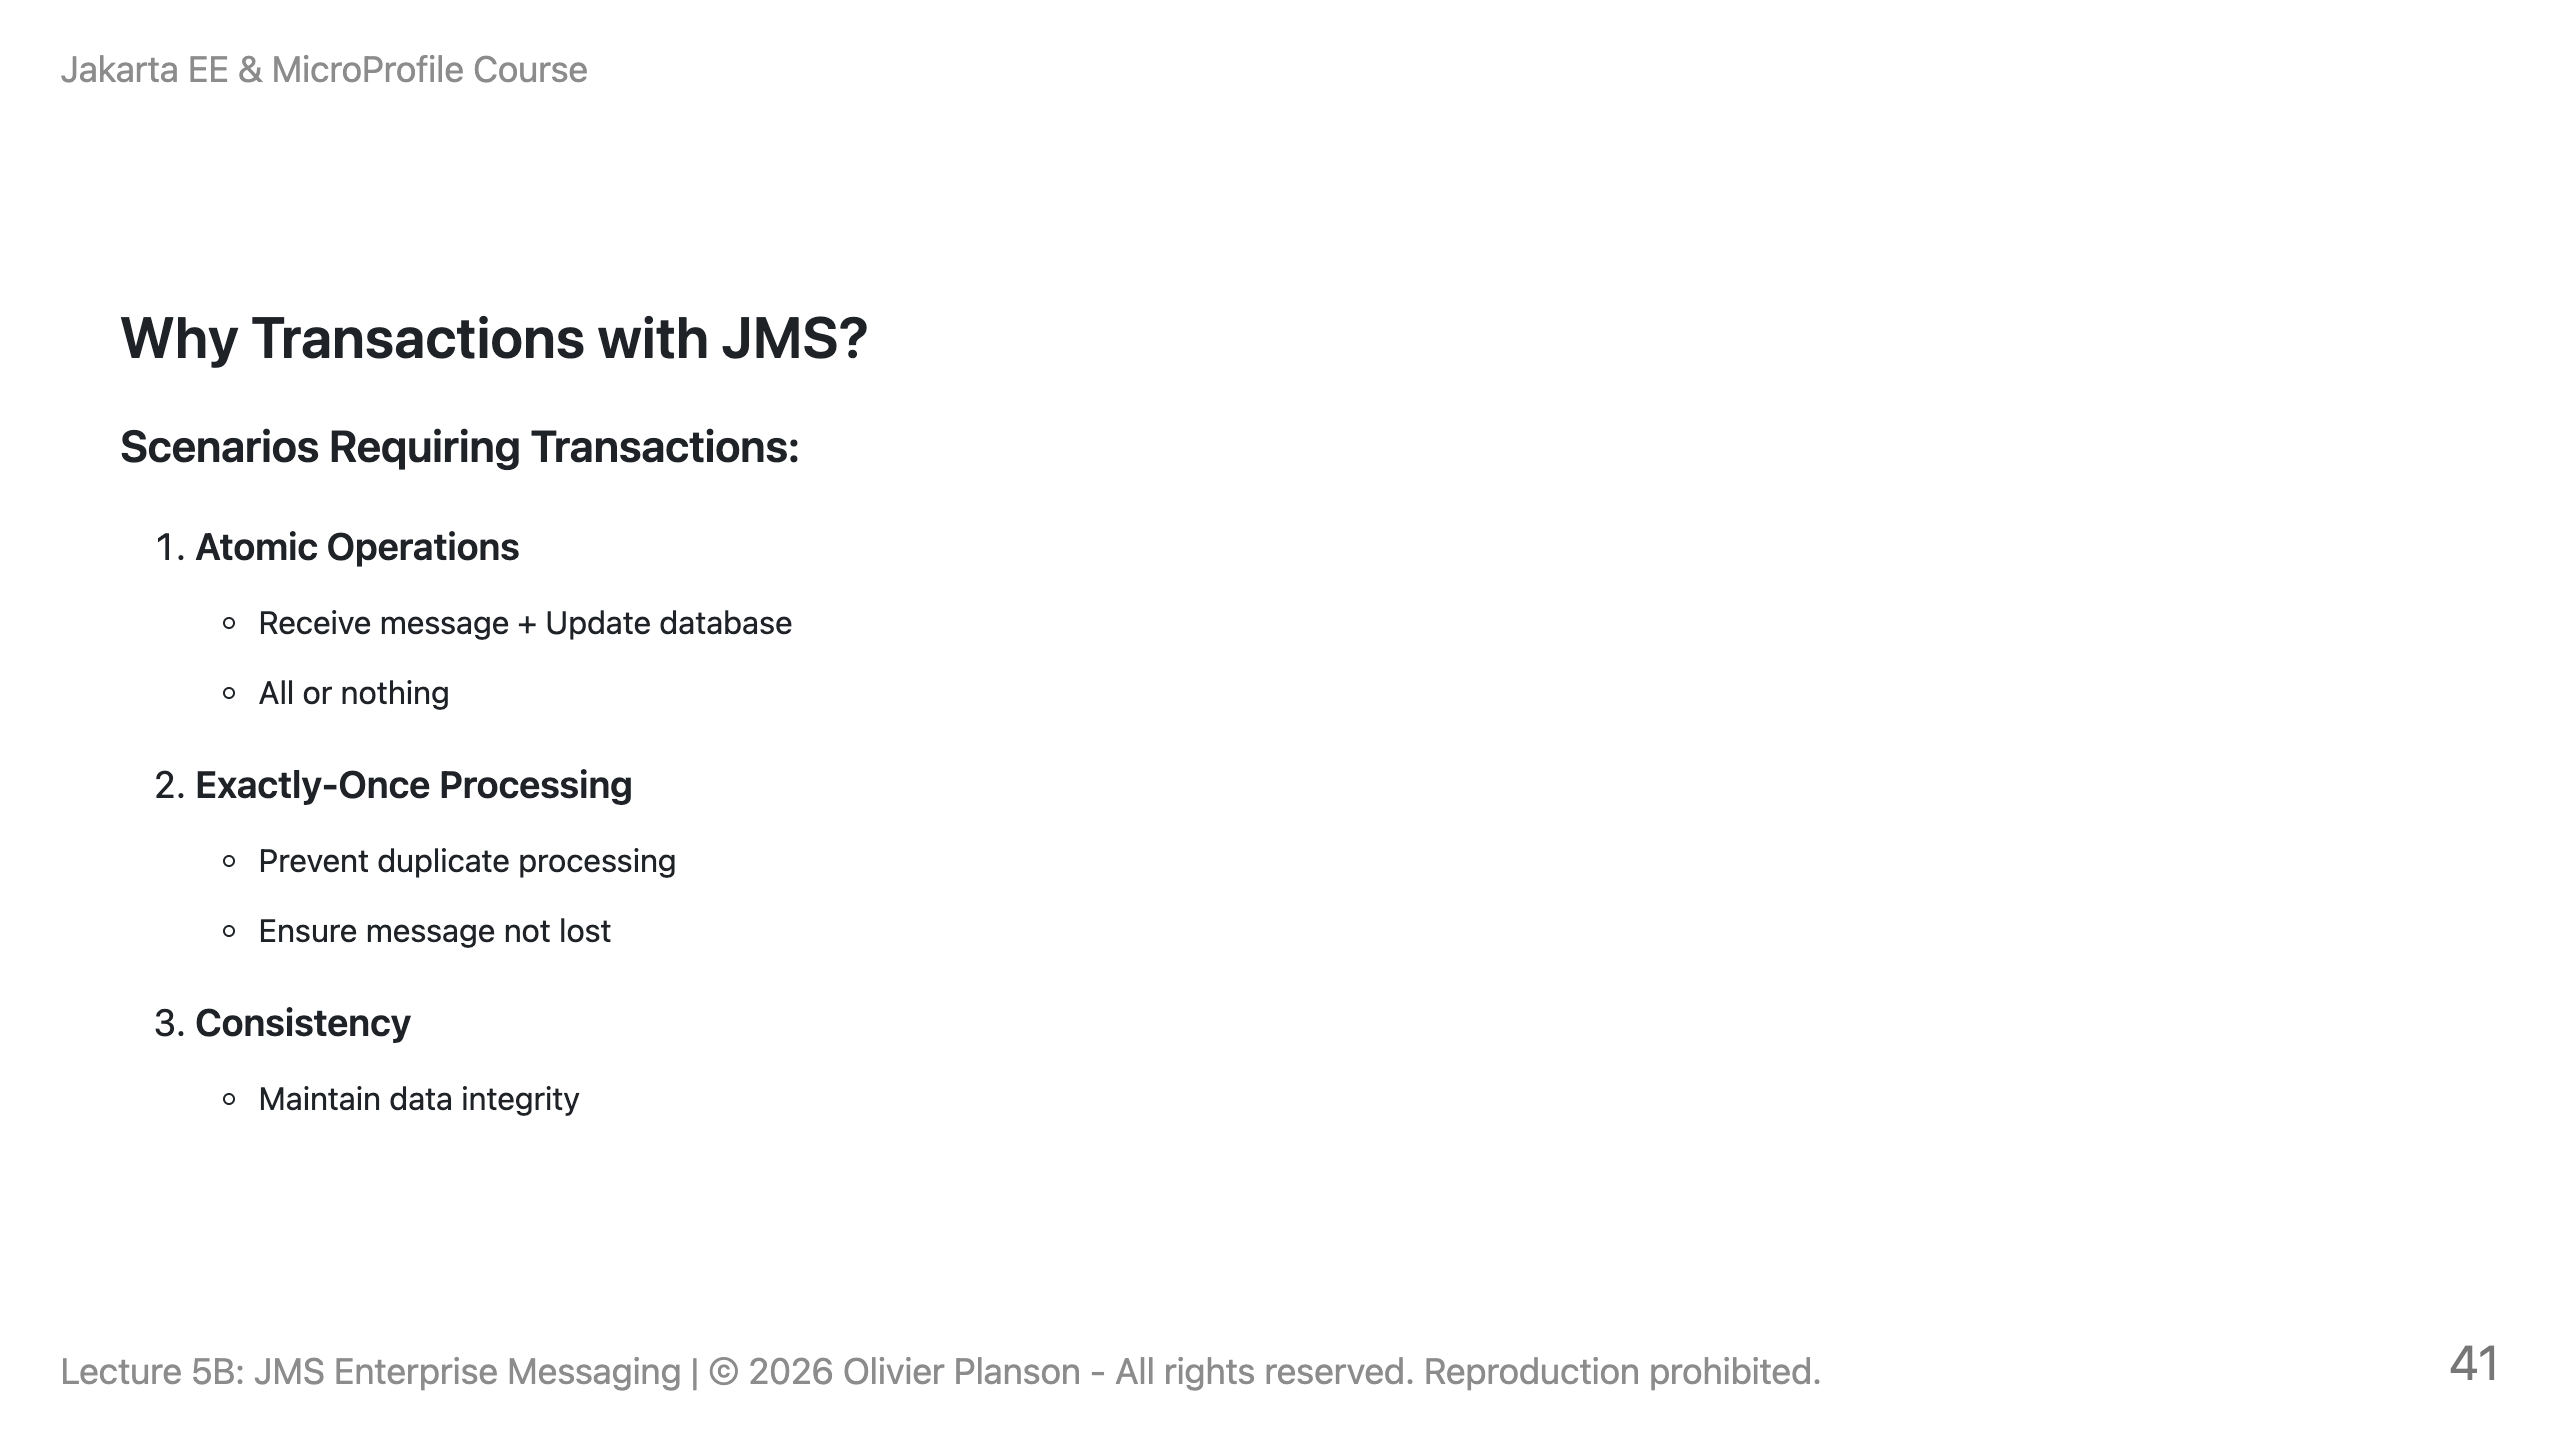 Jakarta EE & MicroProfile Course
Why Transactions with JMS?
Scenarios Requiring Transactions:
1. Atomic Operations
Receive message + Update database
All or nothing
2. Exactly-Once Processing
Prevent duplicate processing
Ensure message not lost
3. Consistency
Maintain data integrity
Lecture 5B: JMS Enterprise Messaging | © 2026 Olivier Planson - All rights reserved. Reproduction prohibited.
41